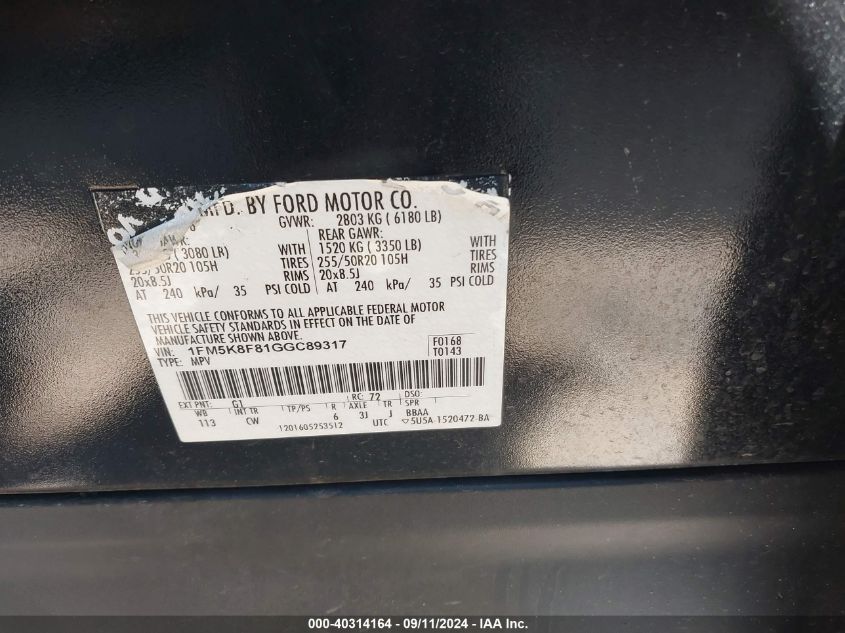 MFD. BY FORD MOTOR CO.
GVWR: 2803 KG ( 6180 LB)
( 3080 LB) WITH
255/50R20 105H TIRES
20x8.5J RIMS
AT 240 kPa/ 35 PSI COLD
REAR GAWR:
1520 KG ( 3350 LB) WITH
255/50R20 105H TIRES
20x8.5J RIMS
AT 240 kPa/ 35 PSI COLD
THIS VEHICLE CONFORMS TO ALL APPLICABLE FEDERAL MOTOR
VEHICLE SAFETY STANDARDS IN EFFECT ON THE DATE OF
MANUFACTURE SHOWN ABOVE.
VIN: 1FM5K8F81GGC89317
TYPE: MPV
F0168
T0143
EXT PNT: G1 RC: 72 DSO:
WB INT TR TP/PS R AXLE TR SPR
113 CW 6 3J J BBAA
1201605253512 UTC ▽5U5A-1520472-BA
000-40314164 - 09/11/2024 - IAA Inc.